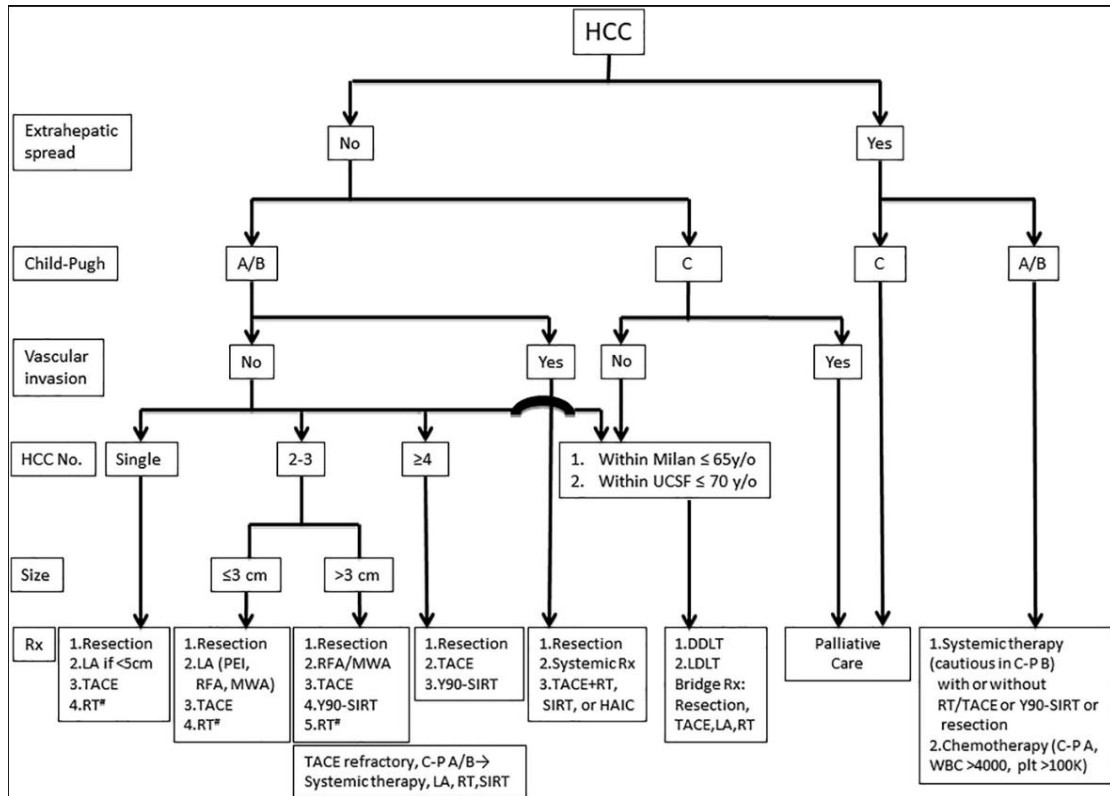 HCC
Extrahepatic
spread
No
Yes
Child-Pugh
A/B
C
C
A/B
Vascular
invasion
No
Yes
No
Yes
HCC No.
Single
2-3
≥4
1. Within Milan ≤ 65y/o
2. Within UCSF ≤ 70 y/o
Size
≤3 cm
>3 cm
Rx
1.Resection
2.LA if <5cm
3.TACE
4.RT#
1.Resection
2.LA (PEI,
RFA, MWA)
3.TACE
4.RT#
1.Resection
2.RFA/MWA
3.TACE
4.Y90-SIRT
5.RT#
1.Resection
2.TACE
3.Y90-SIRT
1.Resection
2.Systemic Rx
3.TACE+RT,
SIRT, or HAIC
1.DDLT
2.LDLT
Bridge Rx:
Resection,
TACE,LA,RT
Palliative
Care
1.Systemic therapy
(cautious in C-P B)
with or without
RT/TACE or Y90-SIRT or
resection
2.Chemotherapy (C-P A,
WBC >4000, plt >100K)
TACE refractory, C-P A/B→
Systemic therapy, LA, RT,SIRT